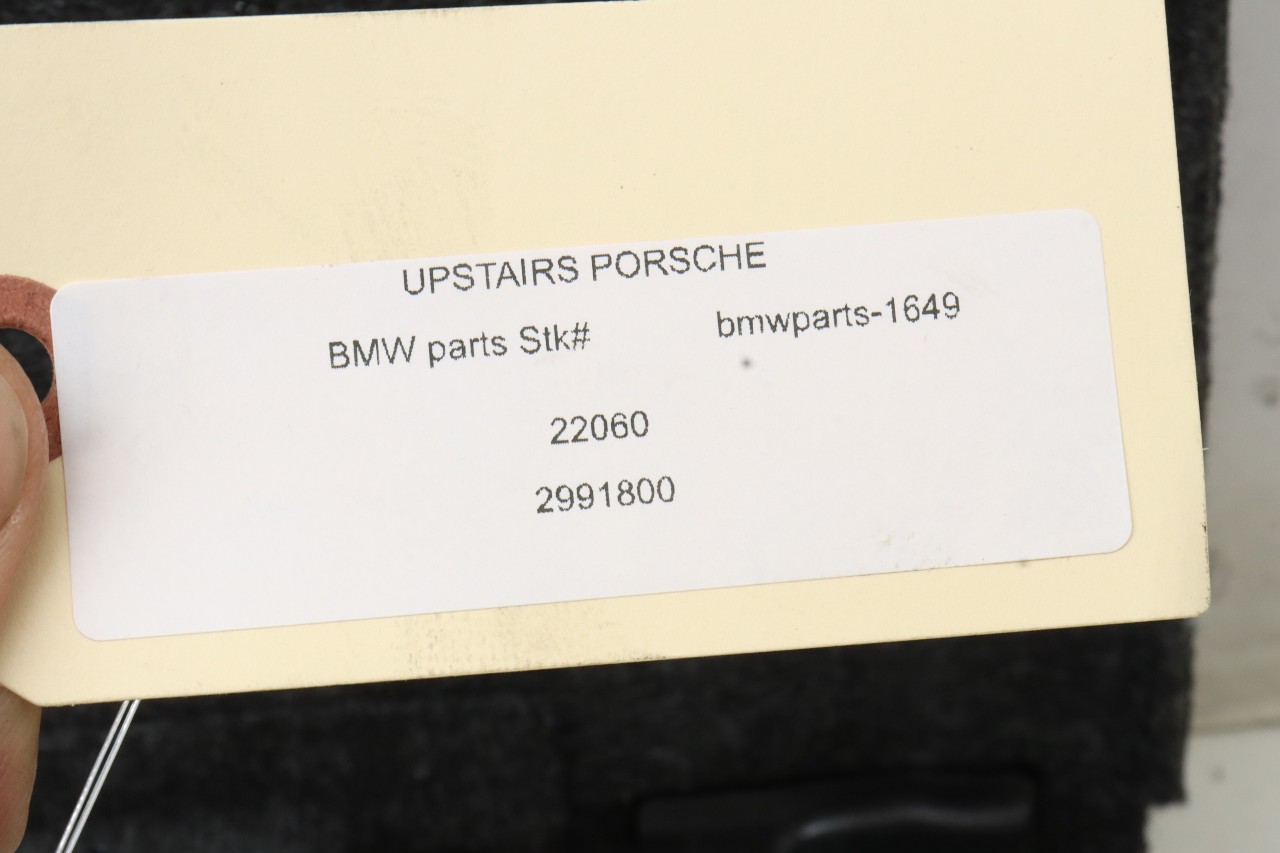 UPSTAIRS PORSCHE
BMW parts Stk# bmwparts-1649
22060
2991800